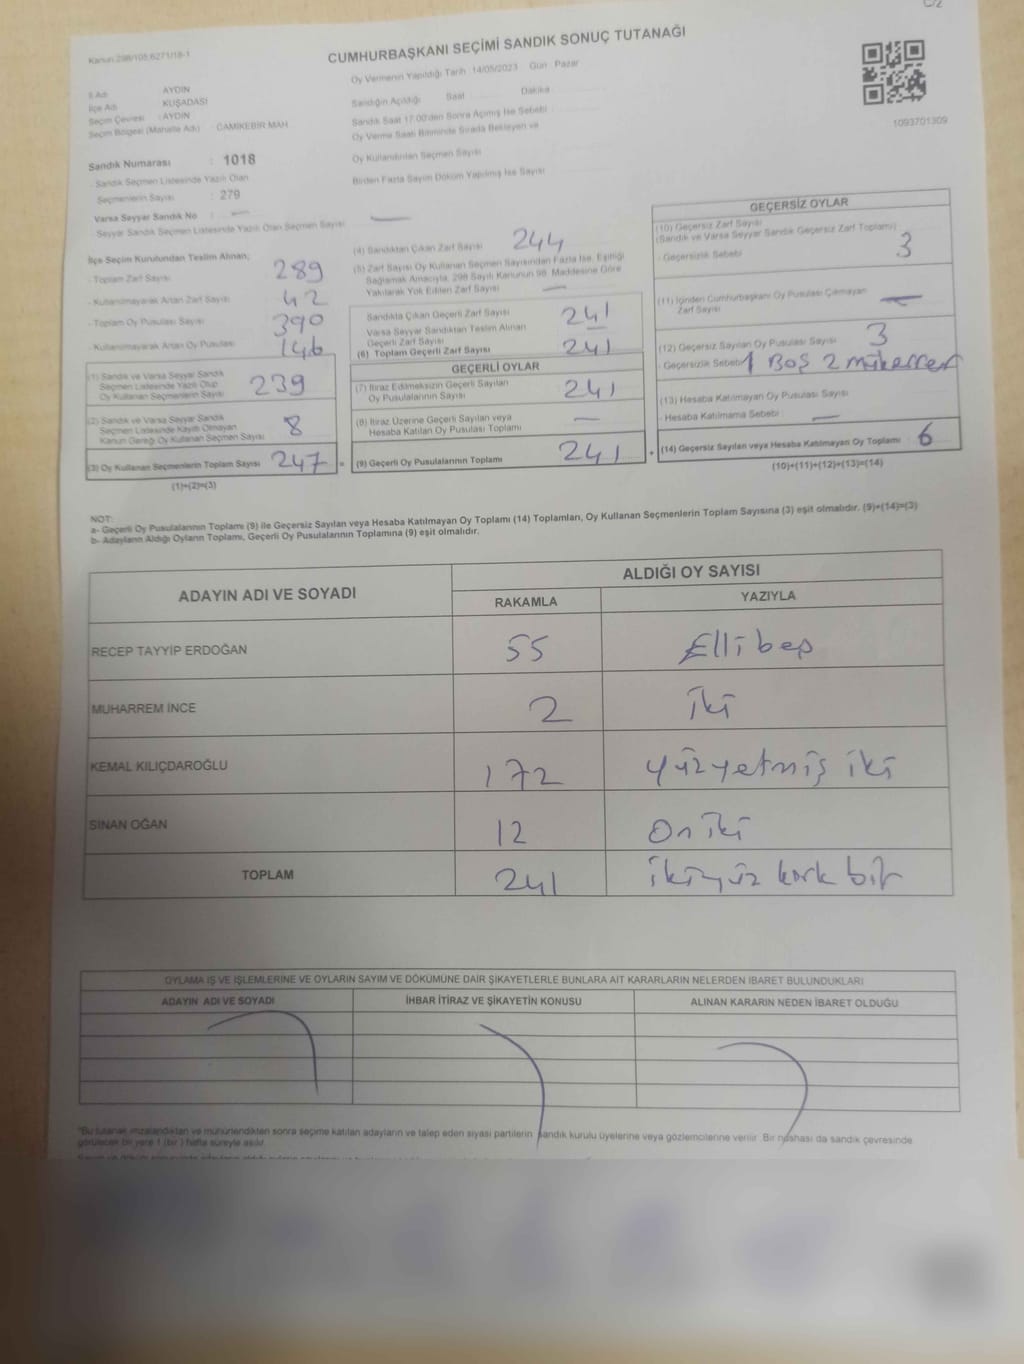 C/2
Kanun 298/105;6271/18-1
CUMHURBAŞKANI SEÇİMİ SANDIK SONUÇ TUTANAĞI
Oy Vermenin Yapıldığı Tarih :14/05/2023 Gün : Pazar
İl Adı : AYDIN
İlçe Adı : KUŞADASI
Seçim Çevresi : AYDIN
Seçim Bölgesi (Mahalle Adı) : CAMİKEBİR MAH.
Sandığın Açıldığı Saat Dakika
Sandık Saat 17:00'den Sonra Açımış İse Sebebi :
Oy Verme Saati Bitiminde Sırada Bekleyen ve
Oy Kullandırılan Seçmen Sayısı
Birden Fazla Sayım Döküm Yapılmış İse Sayısı
1093701309
Sandık Numarası : 1018
- Sandık Seçmen Listesinde Yazılı Olan
Seçmenlerin Sayısı : 279
Varsa Seyyar Sandık No : —
- Seyyar Sandık Seçmen Listesinde Yazılı Olan Seçmen Sayısı —
İlçe Seçim Kurulundan Teslim Alınan;
- Toplam Zarf Sayısı 289
- Kullanılmayarak Artan Zarf Sayısı 42
- Toplam Oy Pusulası Sayısı 390
- Kullanılmayarak Artan Oy Pusulası 146
(1) Sandık ve Varsa Seyyar Sandık
Seçmen Listesinde Yazılı Olup
Oy Kullanan Seçmenlerin Sayısı 239
(2) Sandık ve Varsa Seyyar Sandık
Seçmen Listesinde Kayıtlı Olmayan
Kanun Gereği Oy Kullanan Seçmen Sayısı 8
(3) Oy Kullanan Seçmenlerin Toplam Sayısı 247 =
(1)+(2)=(3)
(4) Sandıktan Çıkan Zarf Sayısı 244
(5) Zarf Sayısı Oy Kullanan Seçmen Sayısından Fazla İse, Eşitliği
Sağlamak Amacıyla, 298 Sayılı Kanunun 98. Maddesine Göre
Yakılarak Yok Edilen Zarf Sayısı —
Sandıkta Çıkan Geçerli Zarf Sayısı 241
Varsa Seyyar Sandıktan Teslim Alınan
Geçerli Zarf Sayısı —
(6) Toplam Geçerli Zarf Sayısı 241
GEÇERLİ OYLAR
(7) İtiraz Edilmeksizin Geçerli Sayılan
Oy Pusulalarının Sayısı 241
(8) İtiraz Üzerine Geçerli Sayılan veya
Hesaba Katılan Oy Pusulası Toplamı —
(9) Geçerli Oy Pusulalarının Toplamı 241 +
GEÇERSİZ OYLAR
(10) Geçersiz Zarf Sayısı
(Sandık ve Varsa Seyyar Sandık Geçersiz Zarf Toplamı)
- Geçersizlik Sebebi 3
(11) İçinden Cumhurbaşkanı Oy Pusulası Çıkmayan
Zarf Sayısı —
(12) Geçersiz Sayılan Oy Pusulası Sayısı 3
- Geçersizlik Sebebi 1 Boş 2 mükerrer
(13) Hesaba Katılmayan Oy Pusulası Sayısı
- Hesaba Katılmama Sebebi : —
(14) Geçersiz Sayılan veya Hesaba Katılmayan Oy Toplamı 6
(10)+(11)+(12)+(13)=(14)
NOT:
a- Geçerli Oy Pusulalarının Toplamı (9) ile Geçersiz Sayılan veya Hesaba Katılmayan Oy Toplamı (14) Toplamları, Oy Kullanan Seçmenlerin Toplam Sayısına (3) eşit olmalıdır. (9)+(14)=(3)
b- Adayların Aldığı Oyların Toplamı, Geçerli Oy Pusulalarının Toplamına (9) eşit olmalıdır.
ADAYIN ADI VE SOYADI
ALDIĞI OY SAYISI
RAKAMLA YAZIYLA
RECEP TAYYİP ERDOĞAN 55 Ellibeş
MUHARREM İNCE 2 İki
KEMAL KILIÇDAROĞLU 172 yüzyetmiş iki
SİNAN OĞAN 12 On iki
TOPLAM 241 ikiyüz kırk bir
OYLAMA İŞ VE İŞLEMLERİNE VE OYLARIN SAYIM VE DÖKÜMÜNE DAİR ŞİKAYETLERLE BUNLARA AİT KARARLARIN NELERDEN İBARET BULUNDUKLARI
ADAYIN ADI VE SOYADI İHBAR İTİRAZ VE ŞİKAYETİN KONUSU ALINAN KARARIN NEDEN İBARET OLDUĞU
*Bu tutanak imzalandıktan ve mühürlendikten sonra seçime katılan adayların ve talep eden siyasi partilerin sandık kurulu üyelerine veya gözlemcilerine verilir. Bir nüshası da sandık çevresinde
görülecek bir yere 1 (bir ) hafta süreyle asılır.